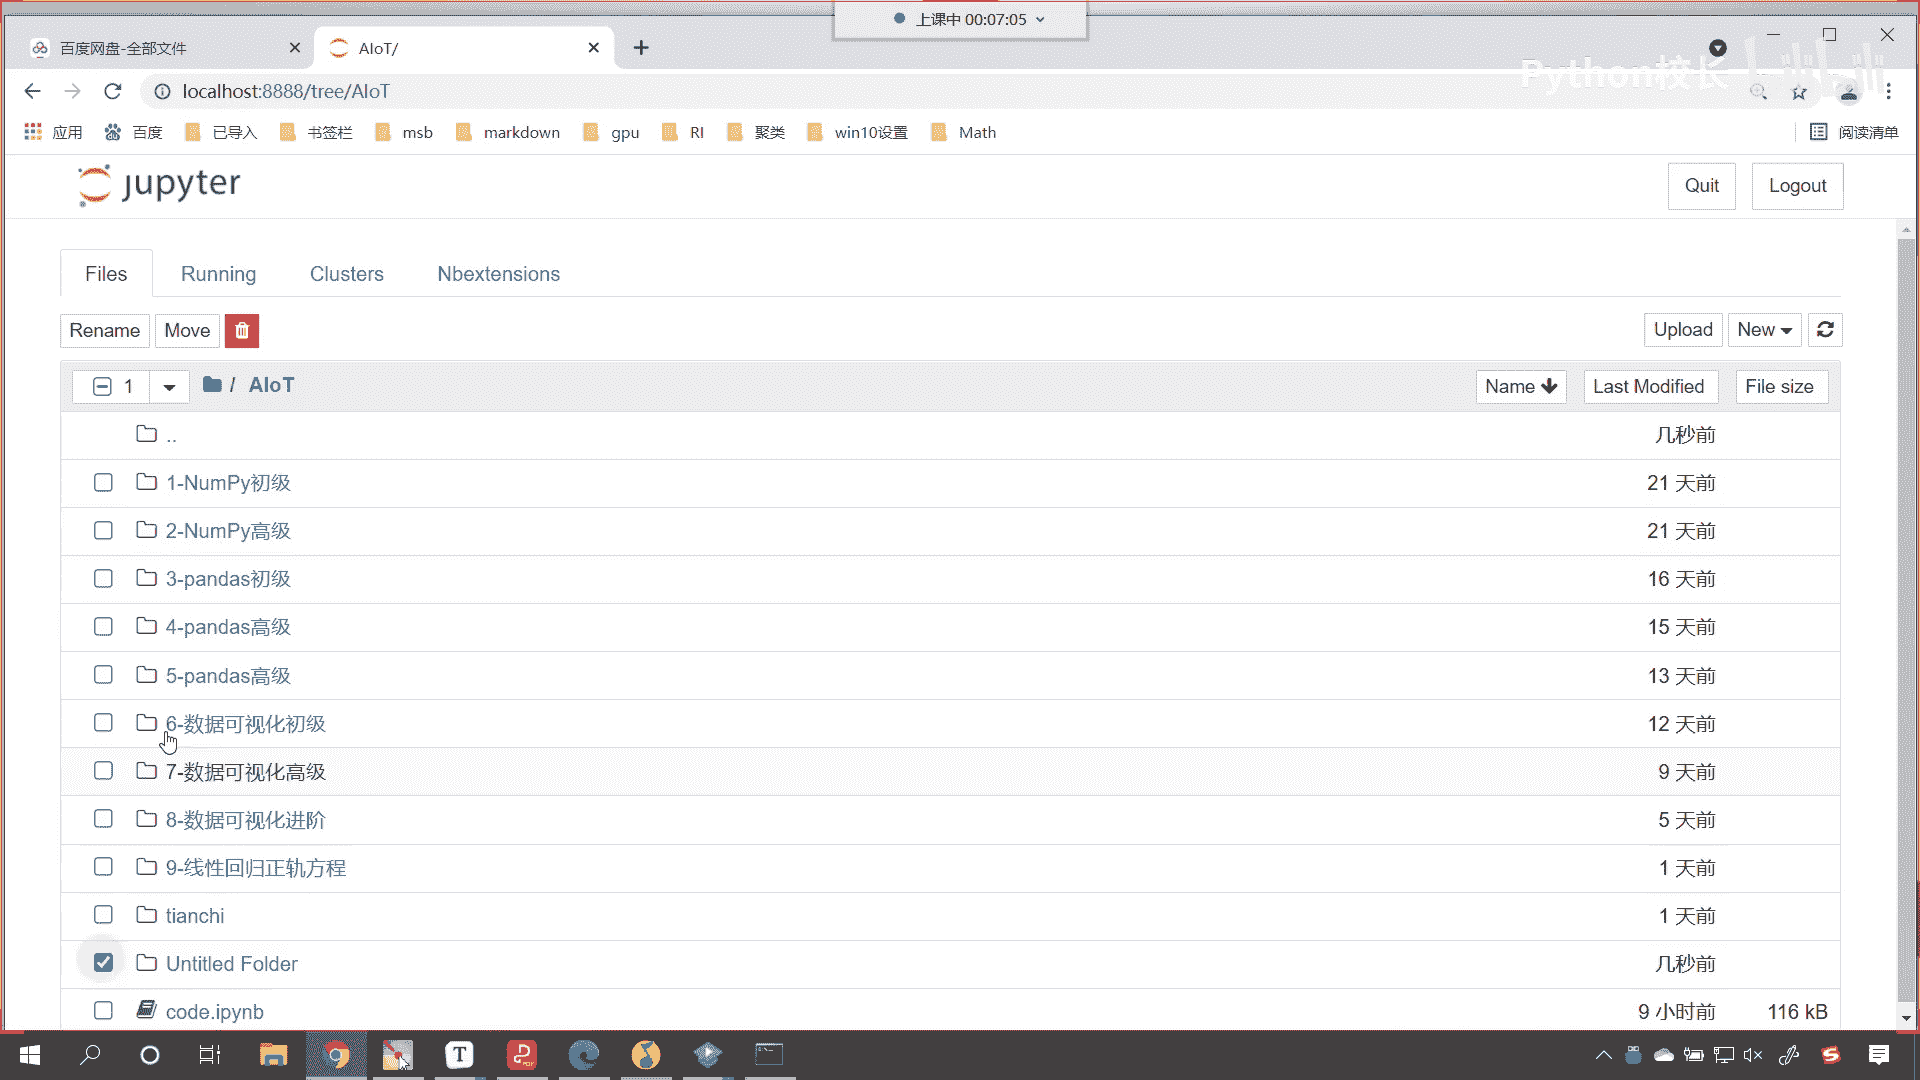 上课中 00:07:05
百度网盘-全部文件
AIoT/
Python校长
localhost:8888/tree/AIoT
应用
百度
已导入
书签栏
msb
markdown
gpu
RI
聚类
win10设置
Math
阅读清单
jupyter
Quit
Logout
Files
Running
Clusters
Nbextensions
Rename
Move
Upload
New
1
/ AIoT
Name
Last Modified
File size
..
几秒前
1-NumPy初级
21 天前
2-NumPy高级
21 天前
3-pandas初级
16 天前
4-pandas高级
15 天前
5-pandas高级
13 天前
6-数据可视化初级
12 天前
7-数据可视化高级
9 天前
8-数据可视化进阶
5 天前
9-线性回归正轨方程
1 天前
tianchi
1 天前
Untitled Folder
几秒前
code.ipynb
9 小时前
116 kB